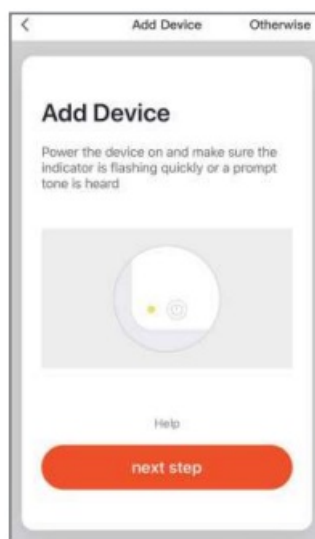 Add Device Otherwise
Add Device
Power the device on and make sure the
indicator is flashing quickly or a prompt
tone is heard
Help
next step